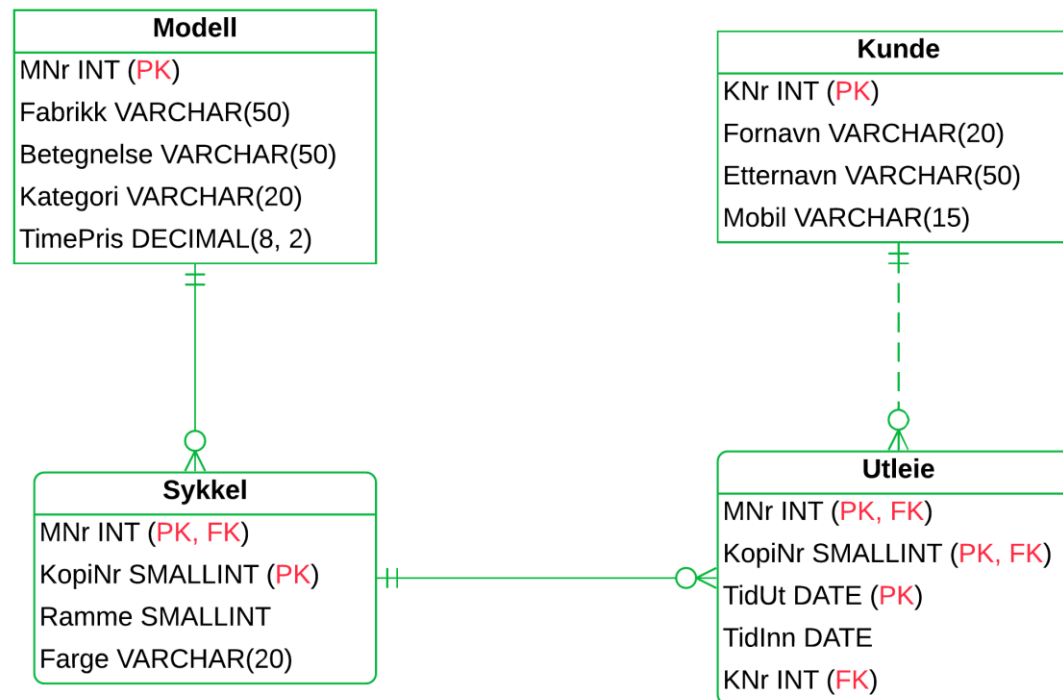 Modell
MNr INT (PK)
Fabrikk VARCHAR(50)
Betegnelse VARCHAR(50)
Kategori VARCHAR(20)
TimePris DECIMAL(8, 2)
Kunde
KNr INT (PK)
Fornavn VARCHAR(20)
Etternavn VARCHAR(50)
Mobil VARCHAR(15)
Sykkel
MNr INT (PK, FK)
KopiNr SMALLINT (PK)
Ramme SMALLINT
Farge VARCHAR(20)
Utleie
MNr INT (PK, FK)
KopiNr SMALLINT (PK, FK)
TidUt DATE (PK)
TidInn DATE
KNr INT (FK)